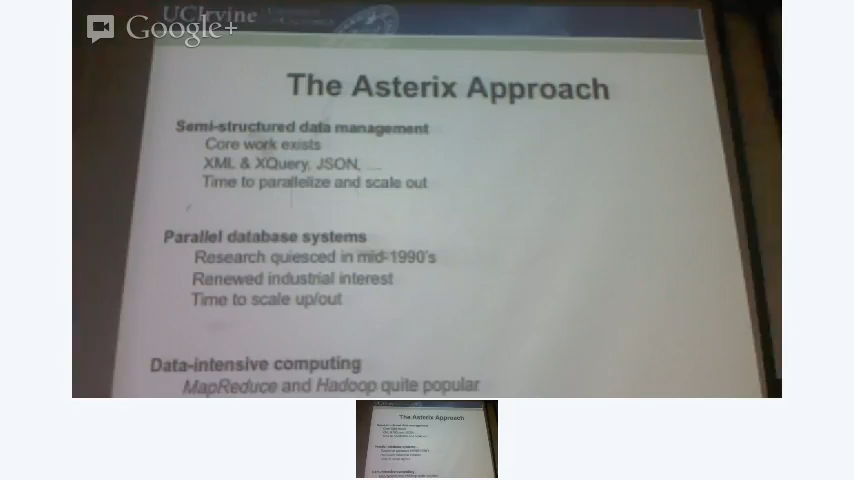 UCIrvine
Google+
The Asterix Approach
Semi-structured data management
Core work exists
XML & XQuery, JSON, ...
Time to parallelize and scale out
Parallel database systems
Research quiesced in mid-1990's
Renewed industrial interest
Time to scale up/out
Data-intensive computing
MapReduce and Hadoop quite popular
The Asterix Approach